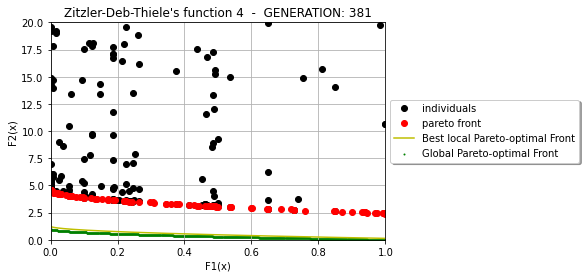 Zitzler-Deb-Thiele's function 4 - GENERATION: 381
F2(x)
20.0
17.5
15.0
12.5
10.0
7.5
5.0
2.5
0.0
0.0 0.2 0.4 0.6 0.8 1.0
F1(x)
individuals
pareto front
Best local Pareto-optimal Front
Global Pareto-optimal Front